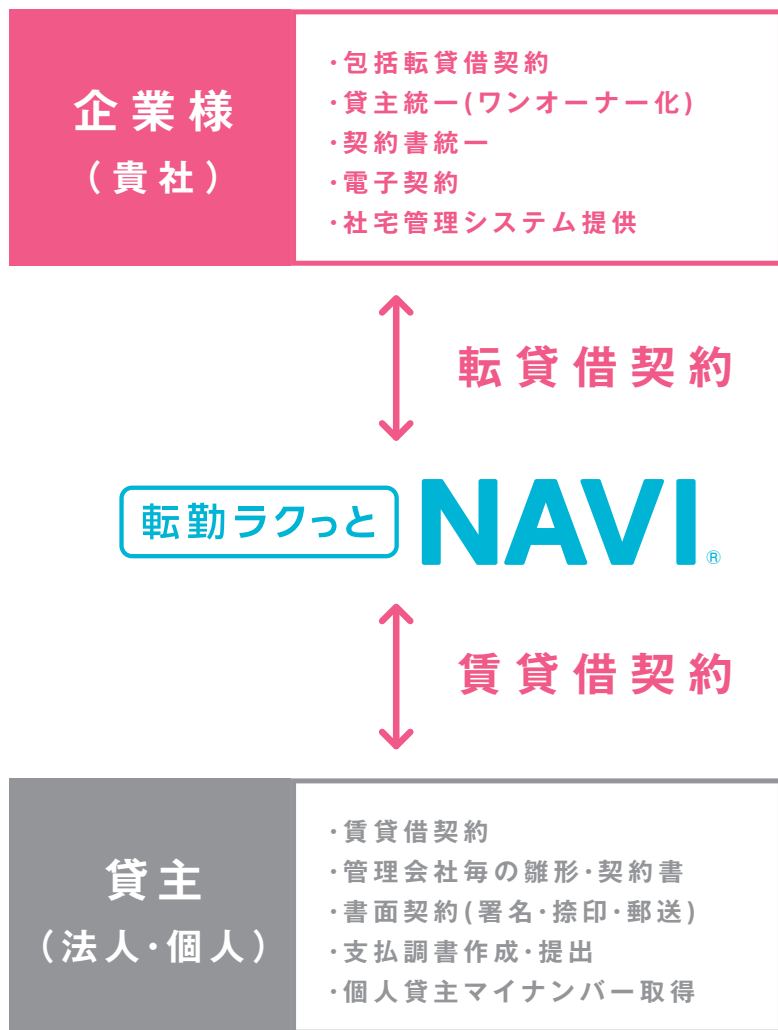 企業様
（貴社）
・包括転貸借契約
・貸主統一(ワンオーナー化)
・契約書統一
・電子契約
・社宅管理システム提供
転貸借契約
転勤ラクっと NAVI®
賃貸借契約
貸主
（法人・個人）
・賃貸借契約
・管理会社毎の雛形・契約書
・書面契約(署名・捺印・郵送)
・支払調書作成・提出
・個人貸主マイナンバー取得